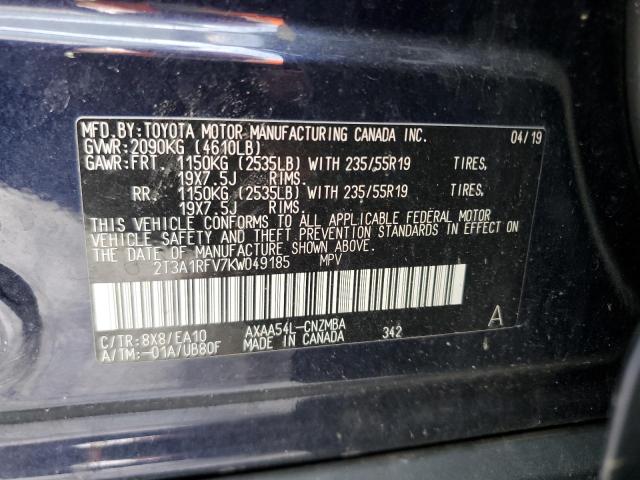 MFD.BY:TOYOTA MOTOR MANUFACTURING CANADA INC. 04/19
GVWR:2090KG (4610LB)
GAWR:FRT. 1150KG (2535LB) WITH 235/55R19 TIRES,
19X7.5J RIMS.
RR. 1150KG (2535LB) WITH 235/55R19 TIRES,
19X7.5J RIMS.
THIS VEHICLE CONFORMS TO ALL APPLICABLE FEDERAL MOTOR
VEHICLE SAFETY AND THEFT PREVENTION STANDARDS IN EFFECT ON
THE DATE OF MANUFACTURE SHOWN ABOVE.
2T3A1RFV7KW049185 MPV
C/TR:8X8/EA10 AXAA54L-CNZMBA 342 A
A/TM:-01A/UB80F MADE IN CANADA